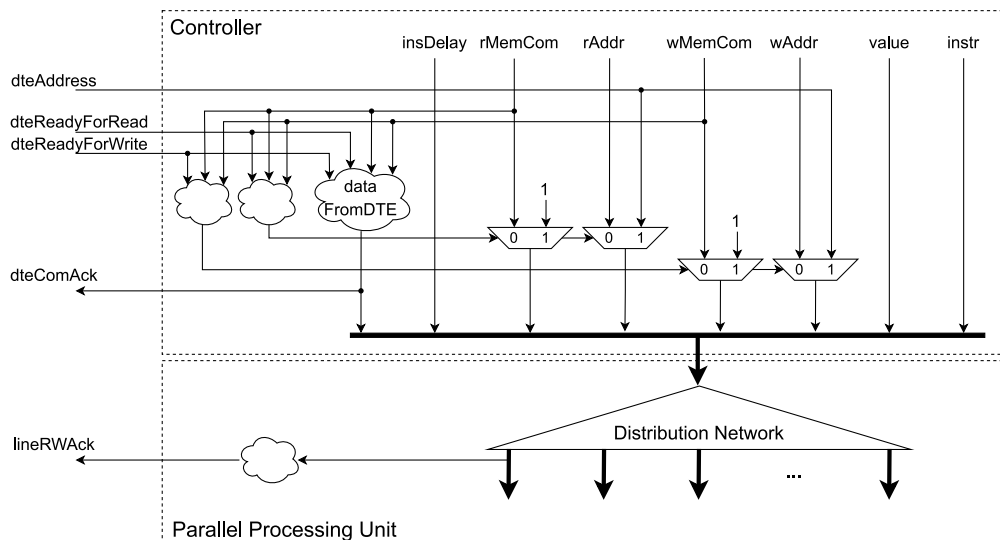 Controller
insDelay rMemCom rAddr wMemCom wAddr value instr
dteAddress
dteReadyForRead
dteReadyForWrite
data
FromDTE
1
0 1 0 1
1
0 1 0 1
dteComAck
Distribution Network
lineRWAck
...
Parallel Processing Unit